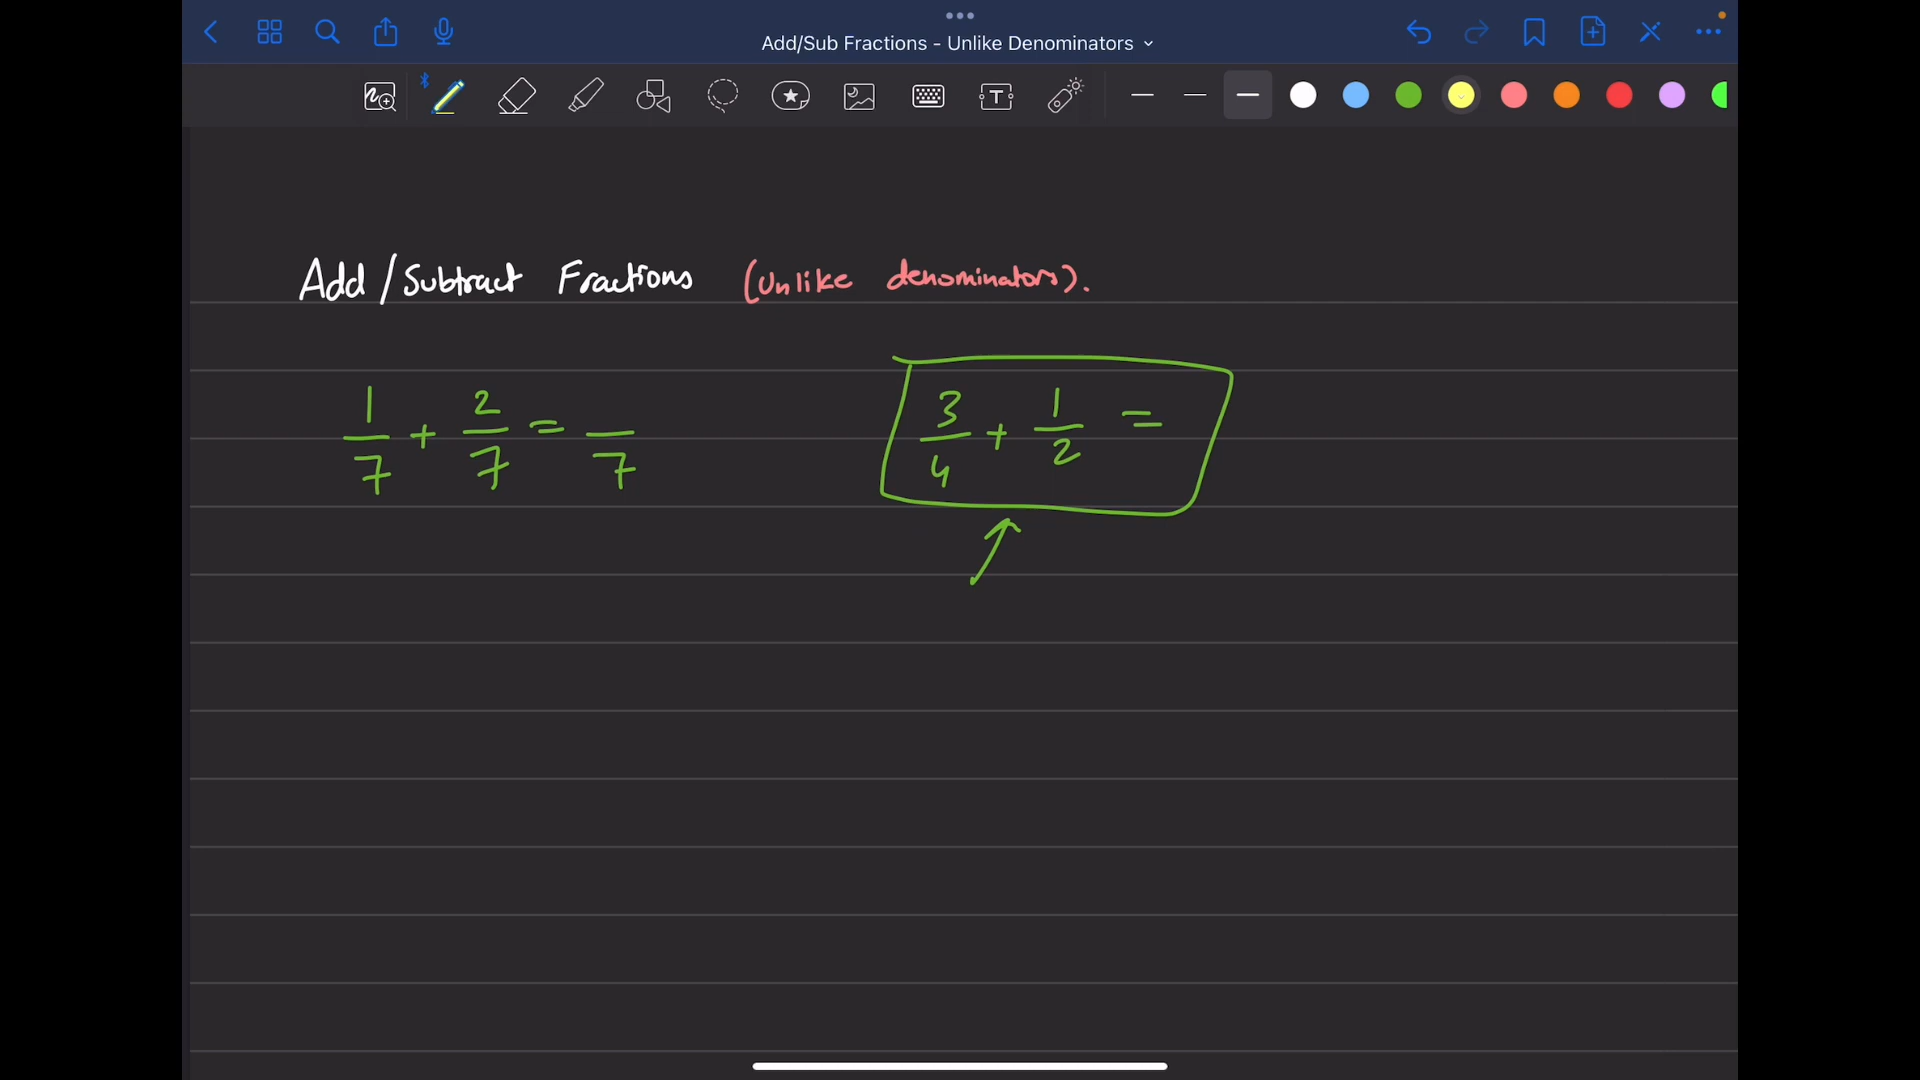 Add/Sub Fractions - Unlike Denominators
T
Add/Subtract Fractions (Unlike denominators).
1/7 + 2/7 = /7
3/4 + 1/2 =